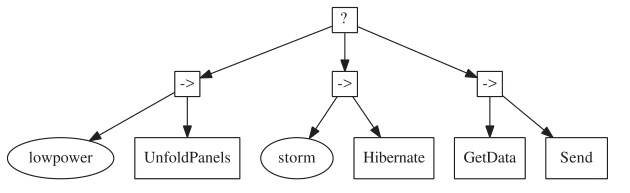 ?
-> -> ->
lowpower UnfoldPanels storm Hibernate GetData Send